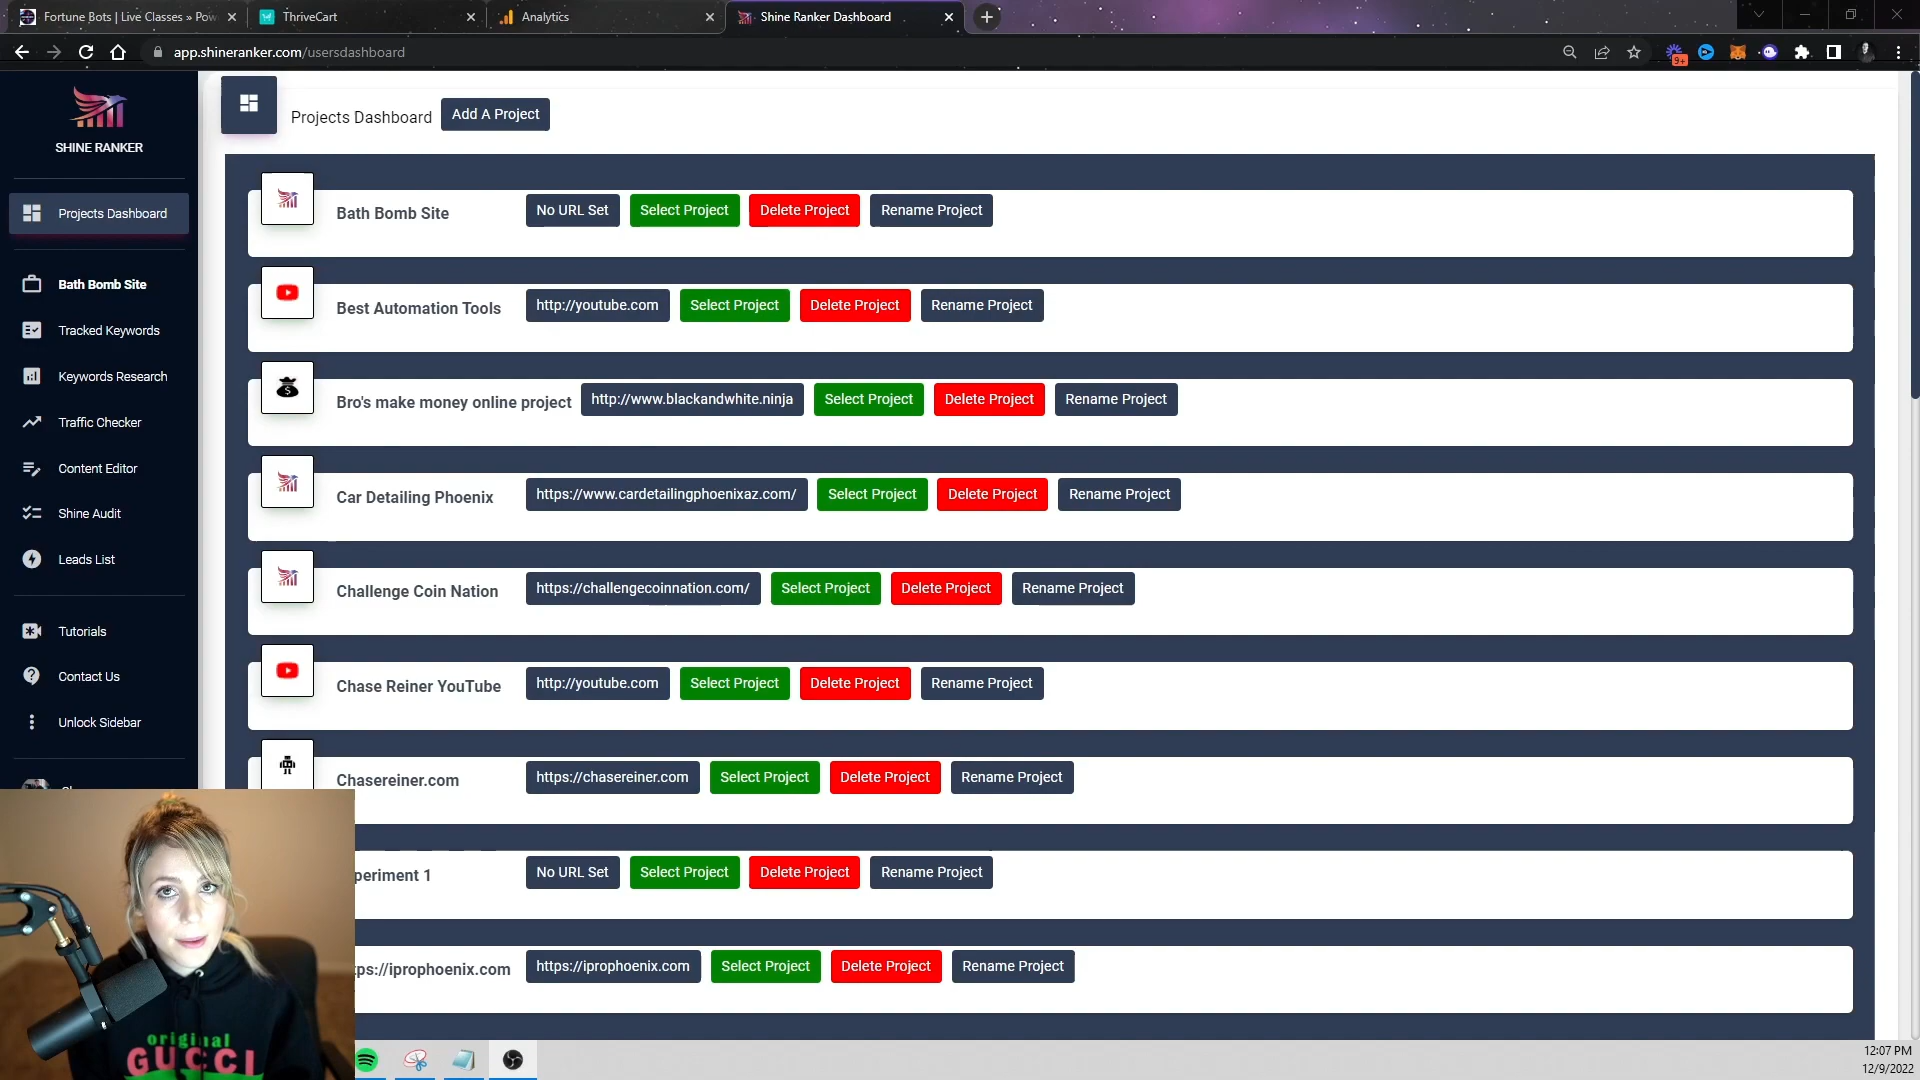 Fortune Bots | Live Classes » Pow
ThriveCart
Analytics
Shine Ranker Dashboard
app.shineranker.com/usersdashboard
9+
SHINE RANKER
Projects Dashboard
Bath Bomb Site
Tracked Keywords
Keywords Research
Traffic Checker
Content Editor
Shine Audit
Leads List
Tutorials
Contact Us
Unlock Sidebar
Projects Dashboard Add A Project
Bath Bomb Site No URL Set Select Project Delete Project Rename Project
Best Automation Tools http://youtube.com Select Project Delete Project Rename Project
Bro's make money online project http://www.blackandwhite.ninja Select Project Delete Project Rename Project
Car Detailing Phoenix https://www.cardetailingphoenixaz.com/ Select Project Delete Project Rename Project
Challenge Coin Nation https://challengecoinnation.com/ Select Project Delete Project Rename Project
Chase Reiner YouTube http://youtube.com Select Project Delete Project Rename Project
Chasereiner.com https://chasereiner.com Select Project Delete Project Rename Project
periment 1 No URL Set Select Project Delete Project Rename Project
tps://iprophoenix.com https://iprophoenix.com Select Project Delete Project Rename Project
original
GUCCI
12:07 PM
12/9/2022